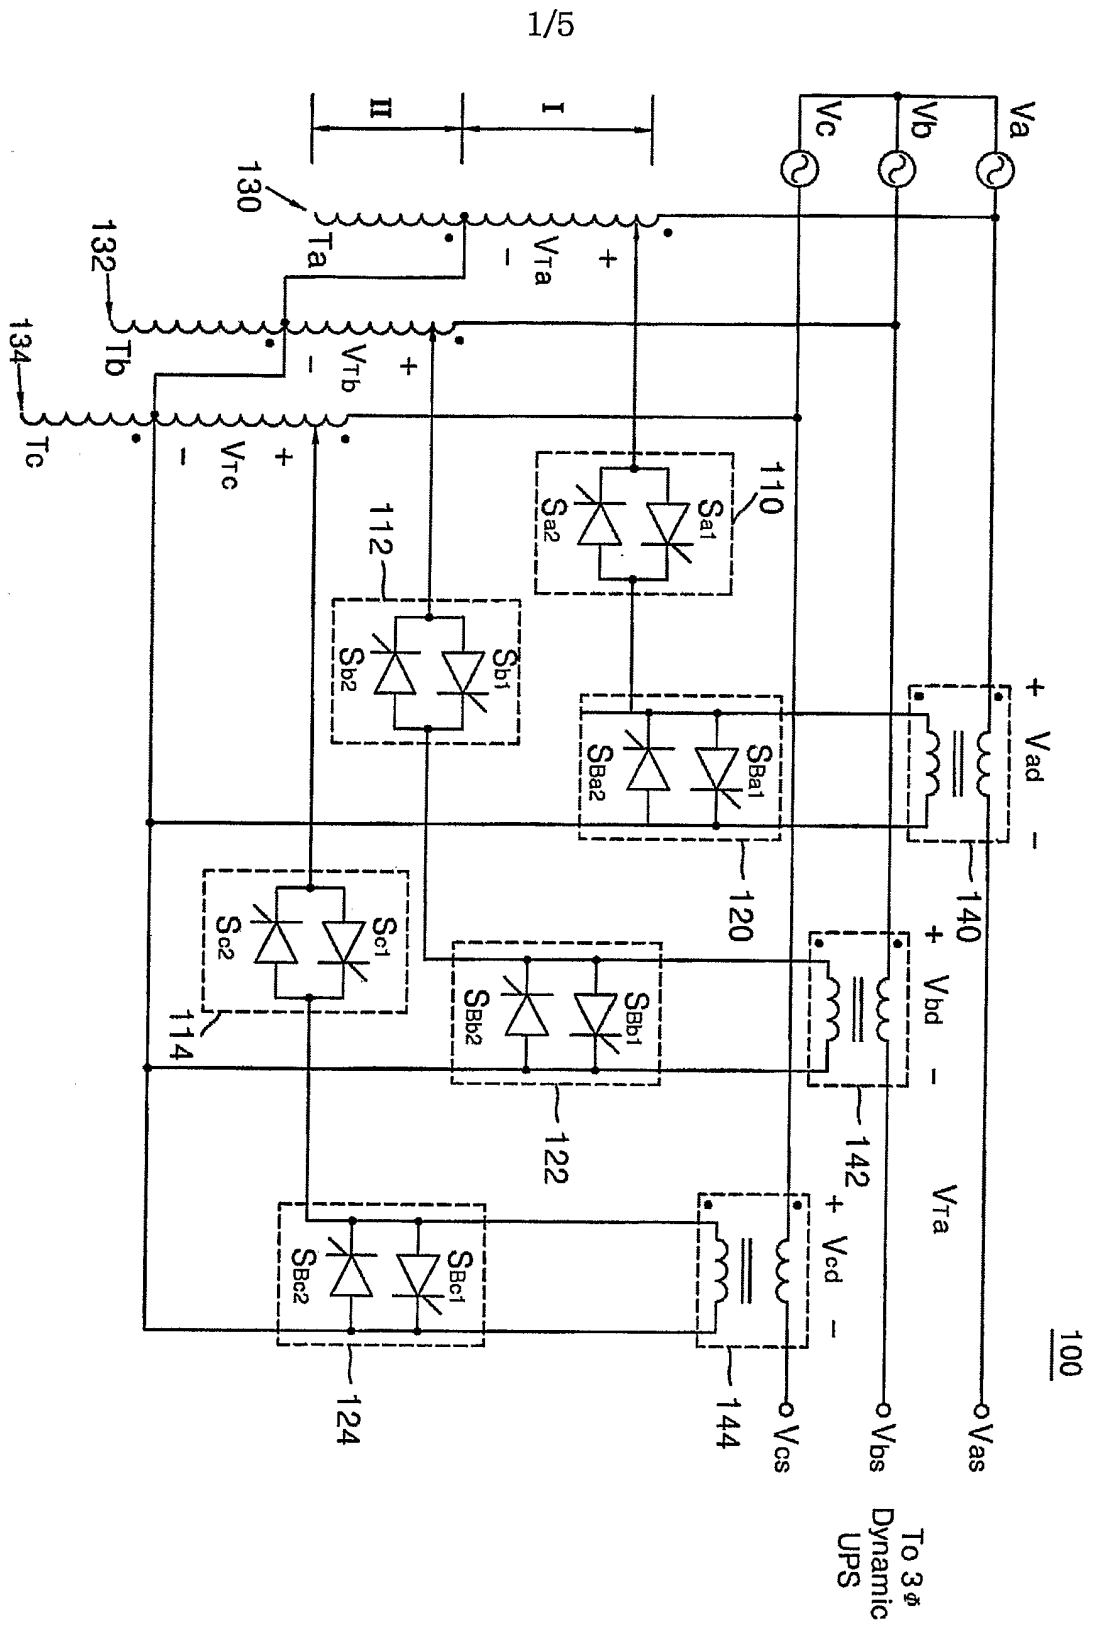 1/5
100
Va
Vb
Vc
I
II
130
132
134
Ta
VTa
+
-
Tb
VTb
+
-
Tc
VTc
+
-
110
Sa1
Sa2
112
Sb1
Sb2
114
Sc1
Sc2
120
SBa1
SBa2
122
SBb1
SBb2
124
SBc1
SBc2
+ Vad -
140
+ Vbd -
142
+ Vcd -
144
VTa
Vas
Vbs
Vcs
To 3Φ
Dynamic
UPS